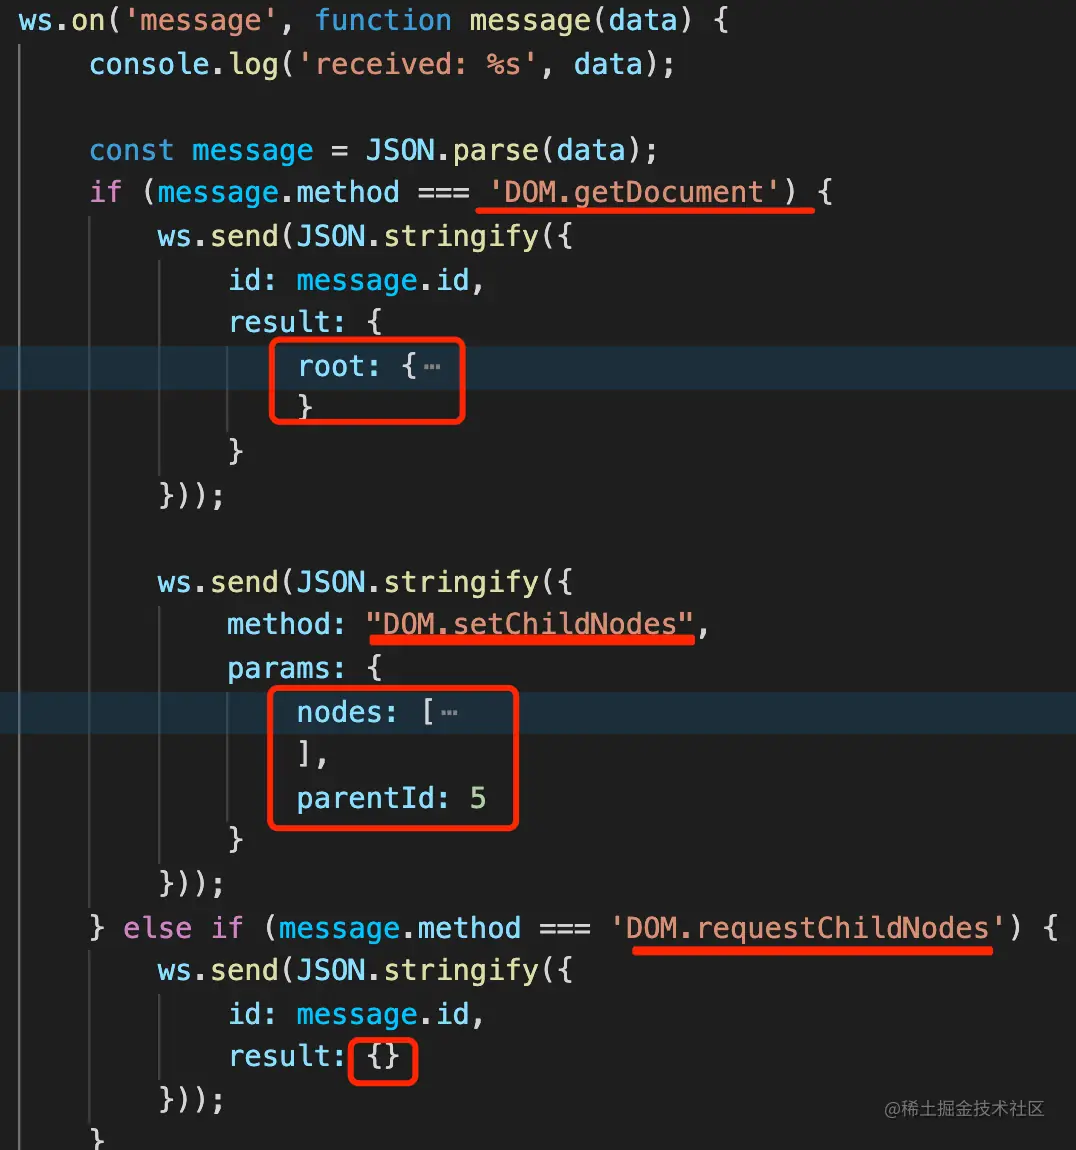 ws.on('message', function message(data) {
    console.log('received: %s', data);

    const message = JSON.parse(data);
    if (message.method === 'DOM.getDocument') {
        ws.send(JSON.stringify({
            id: message.id,
            result: {
                root: {…
                }
            }
        }));

        ws.send(JSON.stringify({
            method: "DOM.setChildNodes",
            params: {
                nodes: […
                ],
                parentId: 5
            }
        }));
    } else if (message.method === 'DOM.requestChildNodes') {
        ws.send(JSON.stringify({
            id: message.id,
            result: {}
        }));
    }
@稀土掘金技术社区